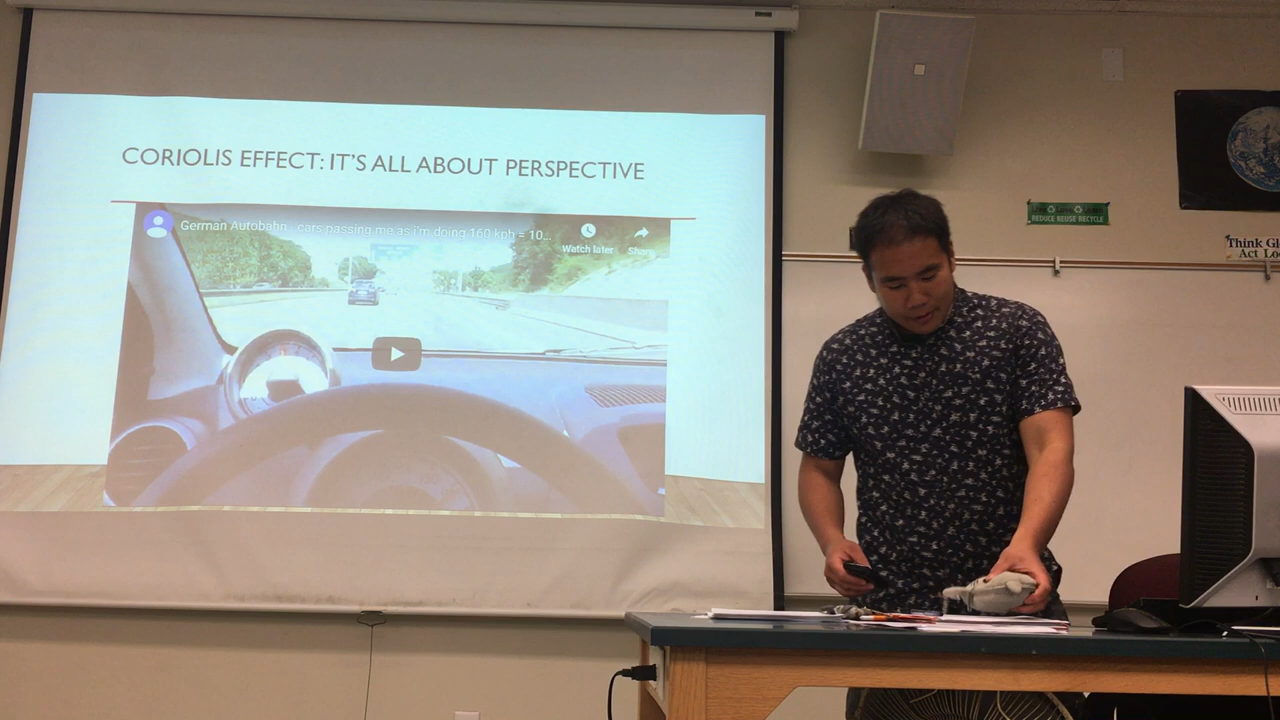 CORIOLIS EFFECT: IT'S ALL ABOUT PERSPECTIVE
German Autobahn - cars passing me as i'm doing 160 kph = 10...
Watch later
Share
REDUCE REUSE RECYCLE
Think Gl
Act Lo